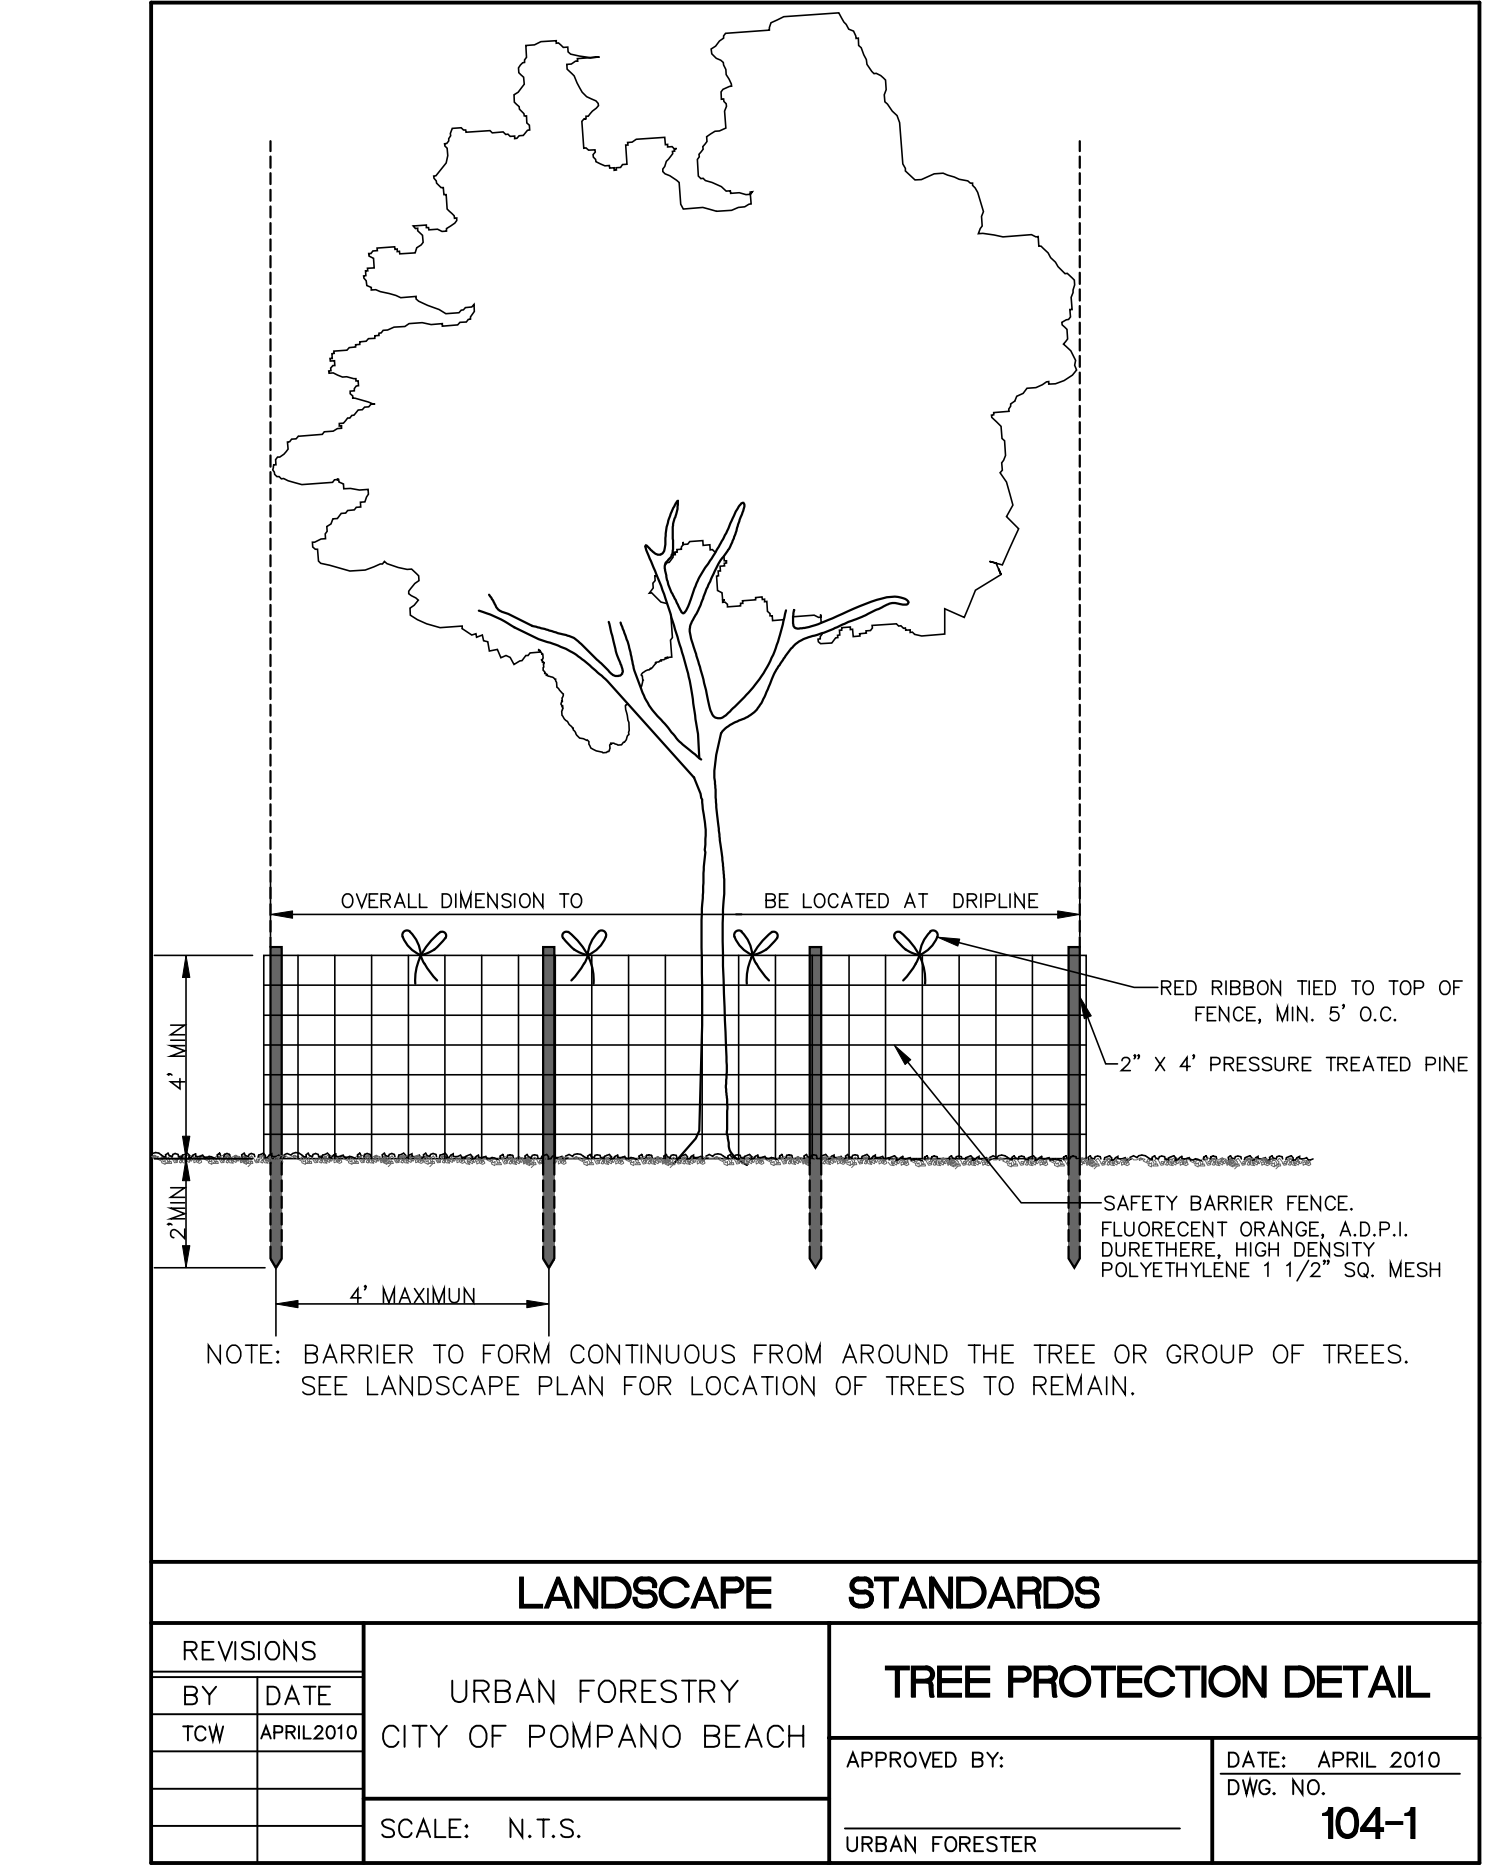 OVERALL DIMENSION TO BE LOCATED AT DRIPLINE
RED RIBBON TIED TO TOP OF
FENCE, MIN. 5' O.C.
4' MIN
2" X 4' PRESSURE TREATED PINE
2'MIN
SAFETY BARRIER FENCE.
FLUORECENT ORANGE, A.D.P.I.
DURETHERE, HIGH DENSITY
POLYETHYLENE 1 1/2" SQ. MESH
4' MAXIMUN
NOTE: BARRIER TO FORM CONTINUOUS FROM AROUND THE TREE OR GROUP OF TREES.
SEE LANDSCAPE PLAN FOR LOCATION OF TREES TO REMAIN.
LANDSCAPE STANDARDS
REVISIONS
BY DATE
TCW APRIL2010
URBAN FORESTRY
CITY OF POMPANO BEACH
SCALE: N.T.S.
TREE PROTECTION DETAIL
APPROVED BY:
URBAN FORESTER
DATE: APRIL 2010
DWG. NO.
104-1